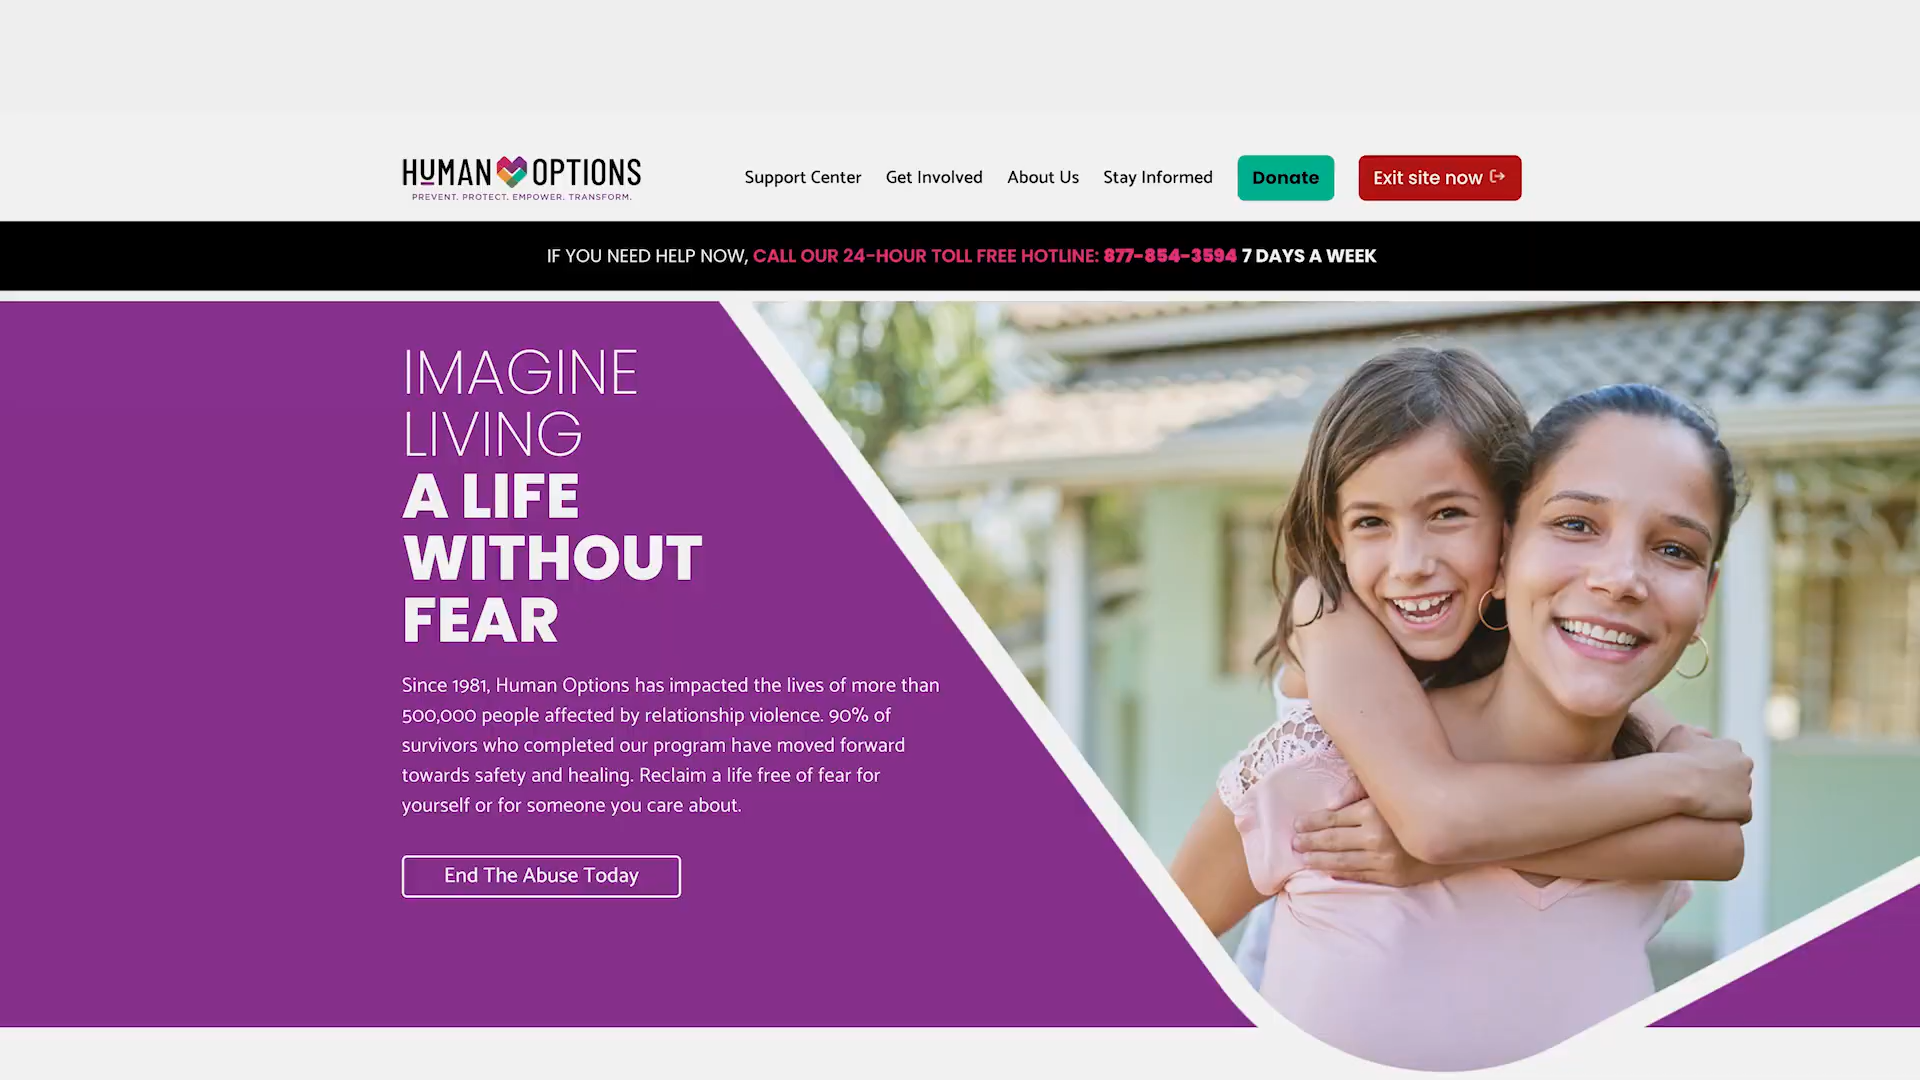 HUMAN OPTIONS
PREVENT. PROTECT. EMPOWER. TRANSFORM.
Support Center
Get Involved
About Us
Stay Informed
Donate
Exit site now
IF YOU NEED HELP NOW, CALL OUR 24-HOUR TOLL FREE HOTLINE: 877-854-3594 7 DAYS A WEEK
IMAGINE
LIVING
A LIFE
WITHOUT
FEAR
Since 1981, Human Options has impacted the lives of more than
500,000 people affected by relationship violence. 90% of
survivors who completed our program have moved forward
towards safety and healing. Reclaim a life free of fear for
yourself or for someone you care about.
End The Abuse Today